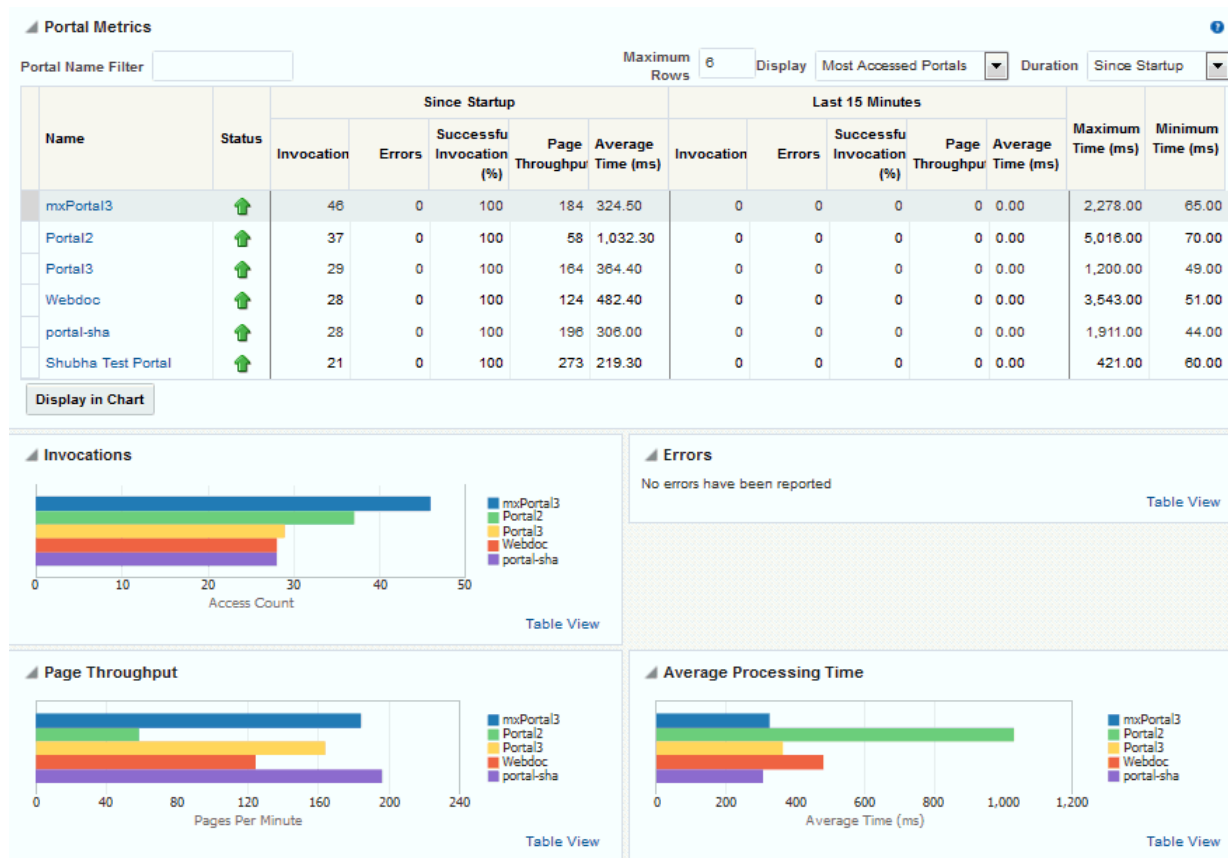 Portal Metrics
Portal Name Filter
Maximum Rows 6 Display Most Accessed Portals Duration Since Startup
Name Status Since Startup Last 15 Minutes Maximum Time (ms) Minimum Time (ms)
Invocation Errors Successfu Invocation (%) Page Throughpu Average Time (ms) Invocation Errors Successfu Invocation (%) Page Throughpu Average Time (ms)
mxPortal3 46 0 100 184 324.50 0 0 0 0 0.00 2,278.00 65.00
Portal2 37 0 100 58 1,032.30 0 0 0 0 0.00 5,016.00 70.00
Portal3 29 0 100 164 364.40 0 0 0 0 0.00 1,200.00 49.00
Webdoc 28 0 100 124 482.40 0 0 0 0 0.00 3,543.00 51.00
portal-sha 28 0 100 196 306.00 0 0 0 0 0.00 1,911.00 44.00
Shubha Test Portal 21 0 100 273 219.30 0 0 0 0 0.00 421.00 60.00
Display in Chart
Invocations
mxPortal3
Portal2
Portal3
Webdoc
portal-sha
0 10 20 30 40 50
Access Count
Table View
Errors
No errors have been reported
Table View
Page Throughput
mxPortal3
Portal2
Portal3
Webdoc
portal-sha
0 40 80 120 160 200 240
Pages Per Minute
Table View
Average Processing Time
mxPortal3
Portal2
Portal3
Webdoc
portal-sha
0 200 400 600 800 1,000 1,200
Average Time (ms)
Table View